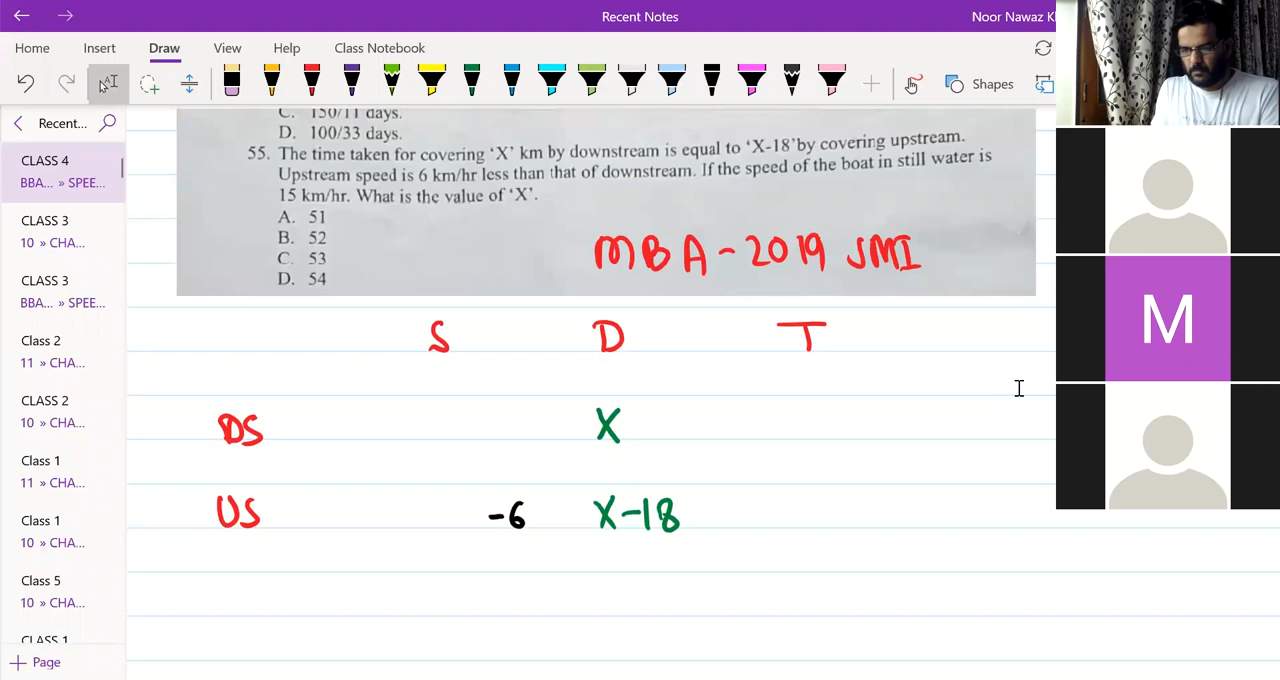 Recent Notes
Noor Nawaz Kh
Home Insert Draw View Help Class Notebook
Shapes
Recent...
CLASS 4
BBA... » SPEE...
CLASS 3
10 » CHA...
CLASS 3
BBA... » SPEE...
Class 2
11 » CHA...
CLASS 2
10 » CHA...
Class 1
11 » CHA...
Class 1
10 » CHA...
Class 5
10 » CHA...
CLASS 1
Page
C. 150/11 days.
D. 100/33 days.
55. The time taken for covering ‘X’ km by downstream is equal to ‘X-18’by covering upstream.
Upstream speed is 6 km/hr less than that of downstream. If the speed of the boat in still water is
15 km/hr. What is the value of ‘X’.
A. 51
B. 52
C. 53
D. 54
MBA-2019 JMI
S D T
DS X
US -6 X-18
M